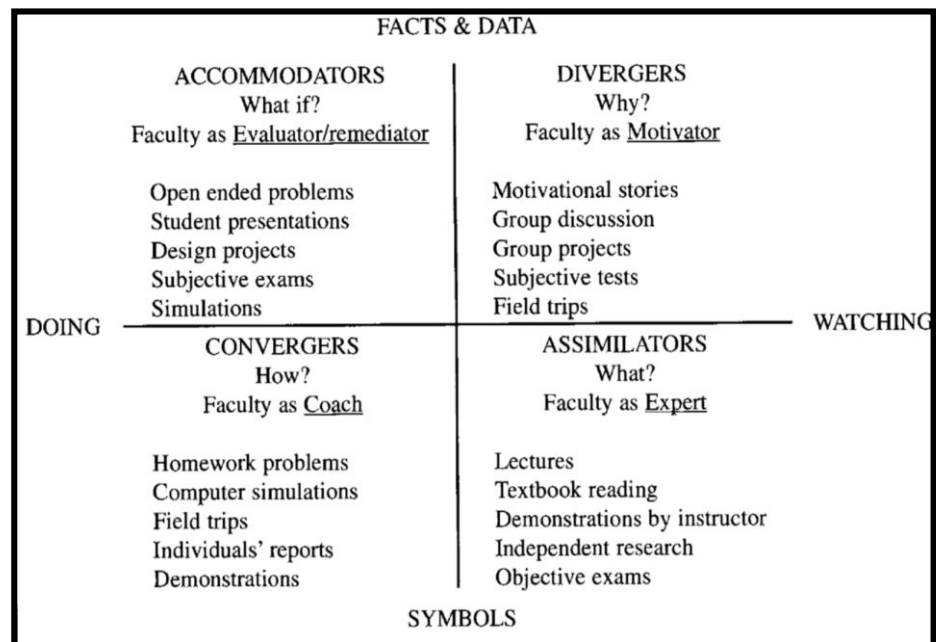 FACTS & DATA
ACCOMMODATORS
What if?
Faculty as Evaluator/remediator
Open ended problems
Student presentations
Design projects
Subjective exams
Simulations
DIVERGERS
Why?
Faculty as Motivator
Motivational stories
Group discussion
Group projects
Subjective tests
Field trips
DOING
WATCHING
CONVERGERS
How?
Faculty as Coach
Homework problems
Computer simulations
Field trips
Individuals' reports
Demonstrations
ASSIMILATORS
What?
Faculty as Expert
Lectures
Textbook reading
Demonstrations by instructor
Independent research
Objective exams
SYMBOLS